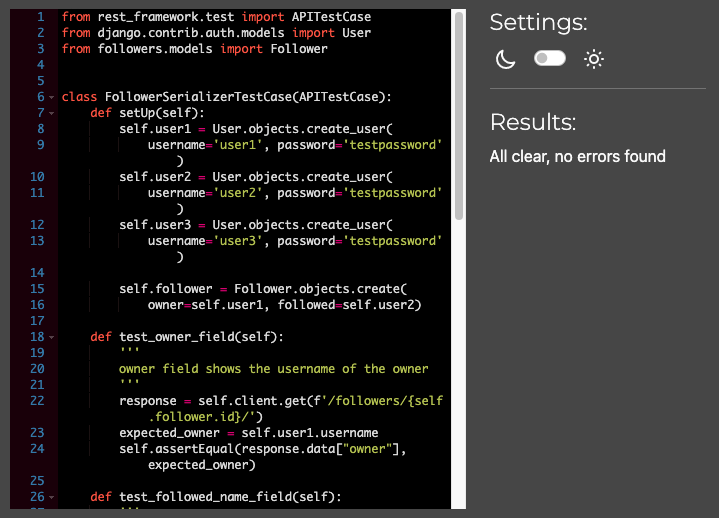 1 from rest_framework.test import APITestCase
2 from django.contrib.auth.models import User
3 from followers.models import Follower
4
5
6 class FollowerSerializerTestCase(APITestCase):
7 def setUp(self):
8 self.user1 = User.objects.create_user(
9 username='user1', password='testpassword'
)
10 self.user2 = User.objects.create_user(
11 username='user2', password='testpassword'
)
12 self.user3 = User.objects.create_user(
13 username='user3', password='testpassword'
)
14
15 self.follower = Follower.objects.create(
16 owner=self.user1, followed=self.user2)
17
18 def test_owner_field(self):
19 '''
20 owner field shows the username of the owner
21 '''
22 response = self.client.get(f'/followers/{self
.follower.id}/')
23 expected_owner = self.user1.username
24 self.assertEqual(response.data["owner"],
expected_owner)
25
26 def test_followed_name_field(self):
Settings:
Results:
All clear, no errors found